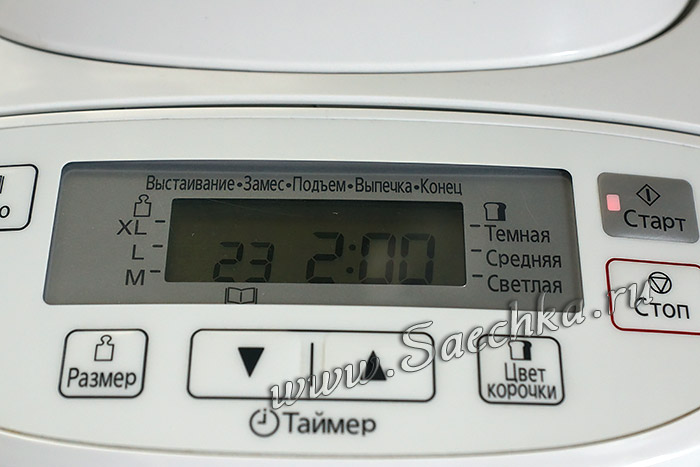 Выстаивание•Замес•Подъем•Выпечка•Конец
XL
L
M
23 2:00
Темная
Средняя
Светлая
Старт
Стоп
Размер
Таймер
Цвет
корочки
www.Saechka.ru